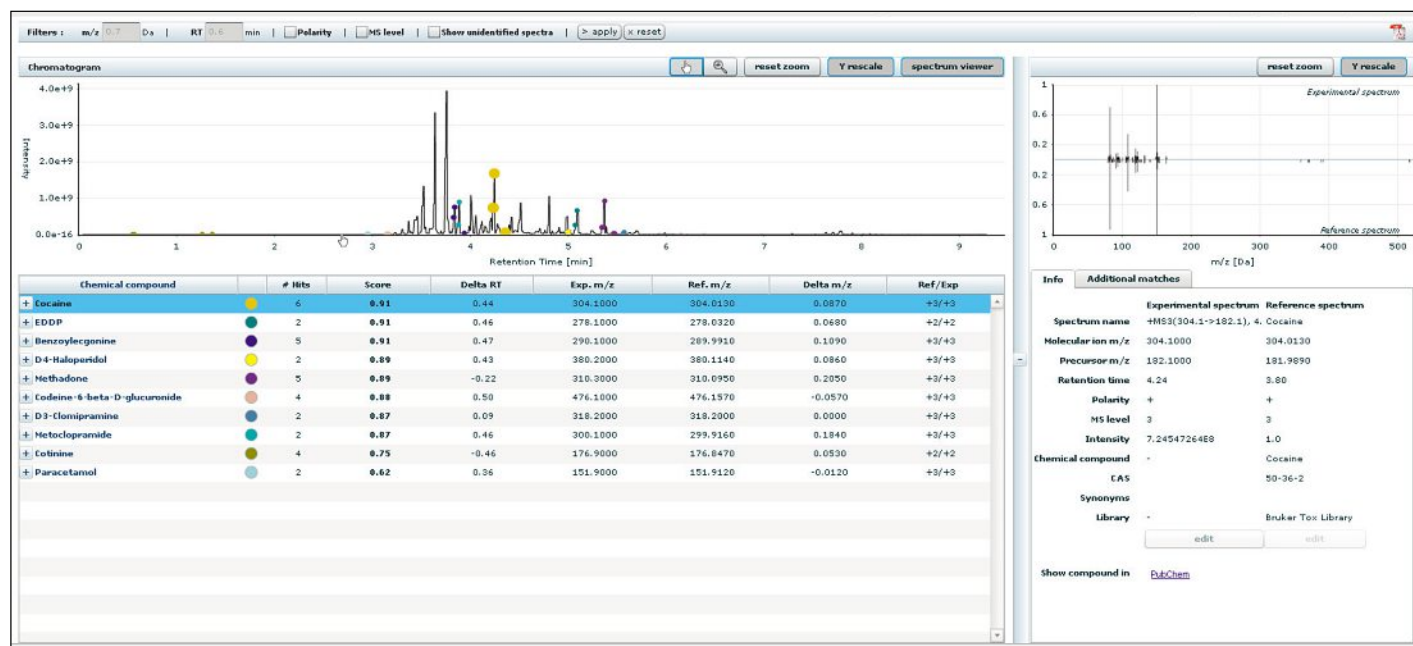 Filters : m/z 0.7 Da | RT 0.6 min | Polarity | MS level | Show unidentified spectra | > apply x reset
Chromatogram reset zoom Y rescale spectrum viewer
4.0e+9
3.0e+9
2.0e+9
1.0e+9
0.0e-16
Intensity
0 1 2 3 4 5 6 7 8 9
Retention Time [min]
reset zoom Y rescale
Experimental spectrum
1
0.6
0.2
0.2
0.6
1
Reference spectrum
0 100 200 300 400 500
m/z [Da]
Chemical compound # Hits Score Delta RT Exp. m/z Ref. m/z Delta m/z Ref/Exp
+ Cocaine 6 0.91 0.44 304.1000 304.0130 0.0870 +3/+3
+ EDDP 2 0.91 0.46 278.1000 278.0320 0.0680 +2/+2
+ Benzoylecgonine 5 0.91 0.47 290.1000 289.9910 0.1090 +3/+3
+ D4-Haloperidol 2 0.89 0.43 380.2000 380.1140 0.0860 +3/+3
+ Methadone 5 0.89 -0.22 310.3000 310.0950 0.2050 +3/+3
+ Codeine-6-beta-D-glucuronide 4 0.88 0.50 476.1000 476.1570 -0.0570 +3/+3
+ D3-Clomipramine 2 0.87 0.09 318.2000 318.2000 0.0000 +3/+3
+ Metoclopramide 2 0.87 0.46 300.1000 299.9160 0.1840 +3/+3
+ Cotinine 4 0.75 -0.46 176.9000 176.8470 0.0530 +2/+2
+ Paracetamol 2 0.62 0.36 151.9000 151.9120 -0.0120 +3/+3
Info Additional matches
Experimental spectrum Reference spectrum
Spectrum name +MS3(304.1->182.1), 4. Cocaine
Molecular ion m/z 304.1000 304.0130
Precursor m/z 182.1000 181.9890
Retention time 4.24 3.80
Polarity + +
MS level 3 3
Intensity 7.24547264E8 1.0
Chemical compound - Cocaine
CAS 50-36-2
Synonyms
Library - Bruker Tox Library
edit edit
Show compound in PubChem